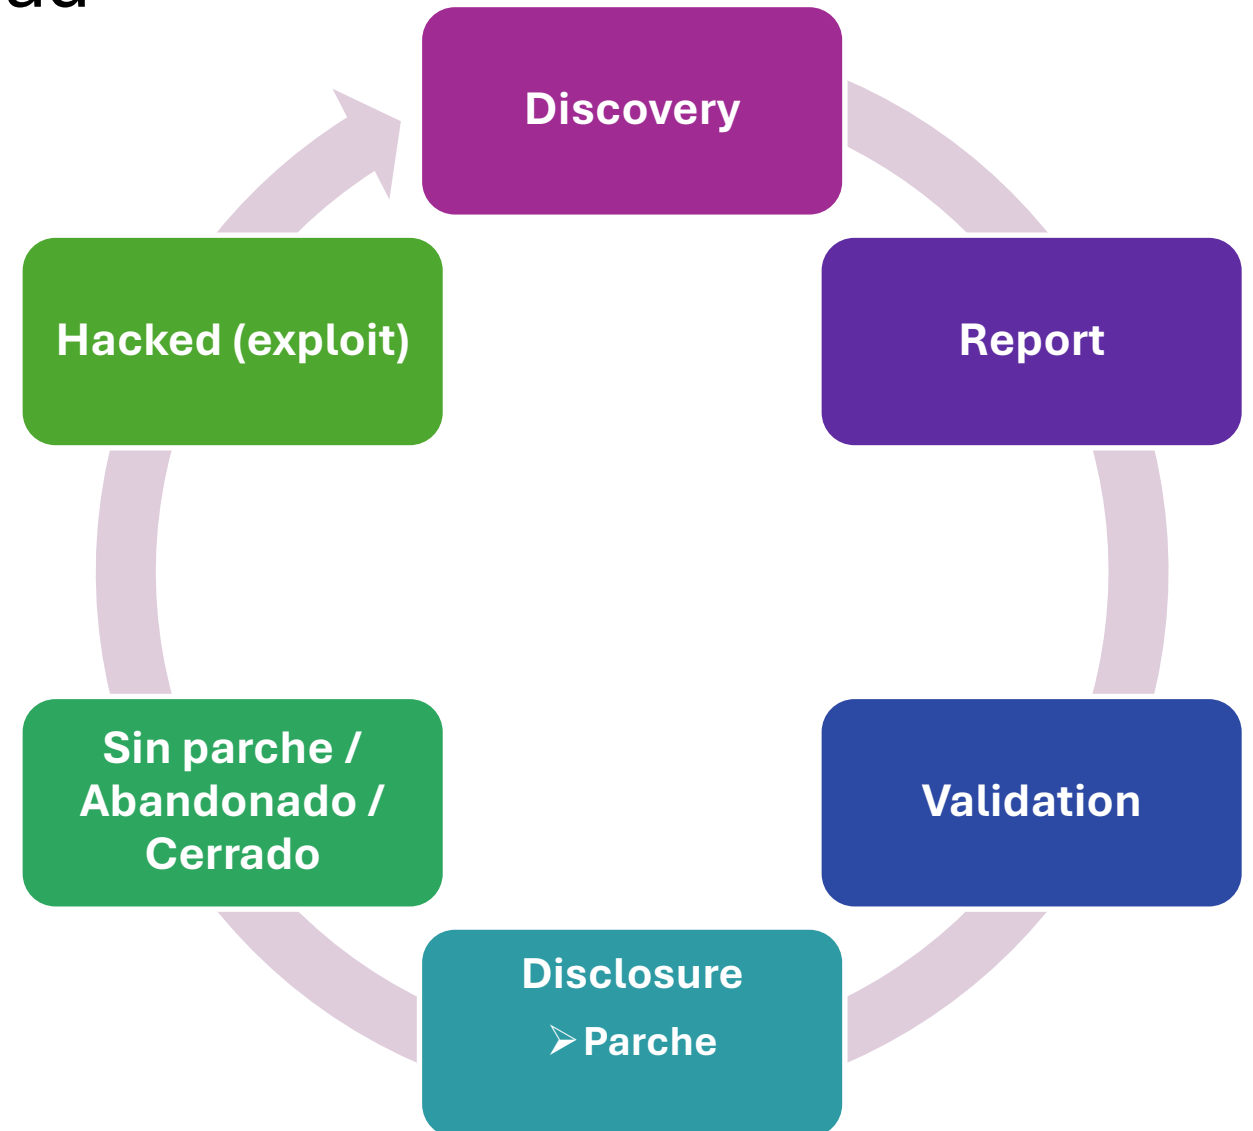 Discovery
Report
Validation
Disclosure
➢ Parche
Sin parche /
Abandonado /
Cerrado
Hacked (exploit)